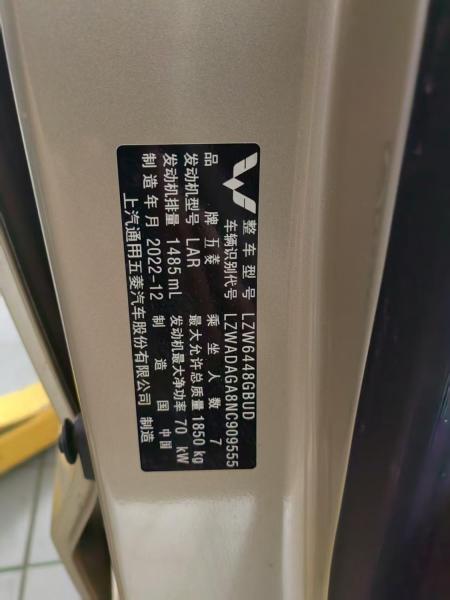 整车型号 LZW6448GBUD
车辆识别代号 LZWADAGA8NC909555
品牌 五菱 乘坐人数 7
发动机型号 LAR 最大允许总质量 1850 kg
发动机排量 1485 mL 发动机最大净功率 70 kW
制造年月 2022-12 制造国 中国
上汽通用五菱汽车股份有限公司 制造